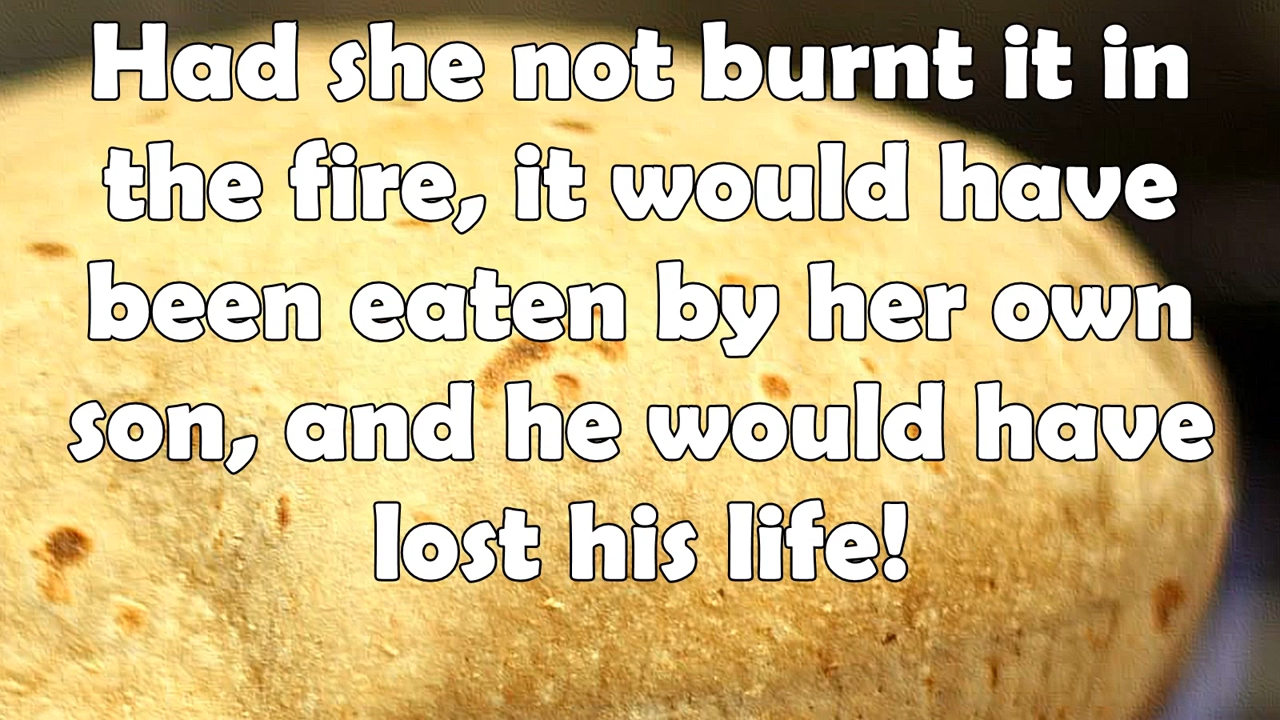 Had she not burnt it in
the fire, it would have
been eaten by her own
son, and he would have
lost his life!